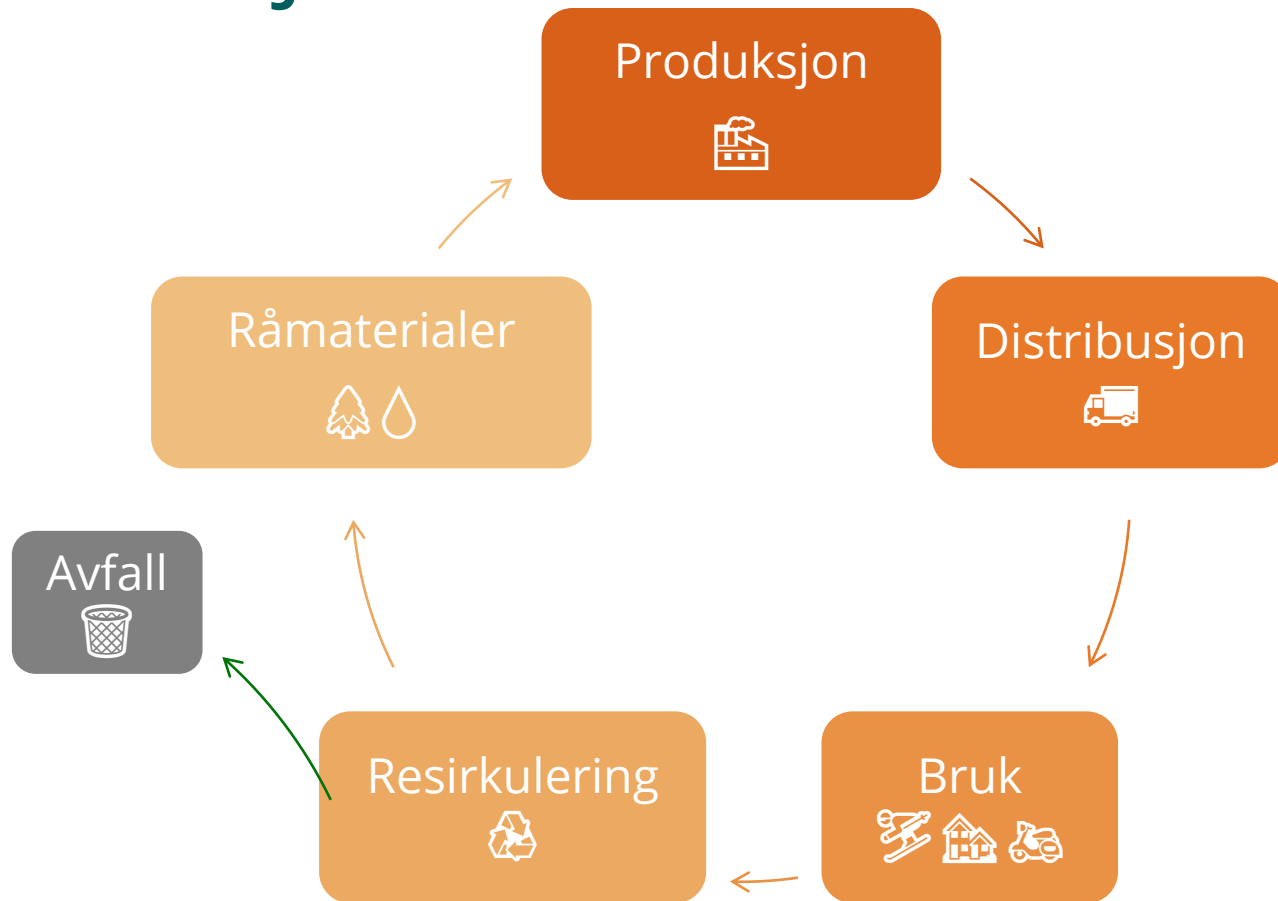 Produksjon
Råmaterialer
Distribusjon
Avfall
Resirkulering
Bruk